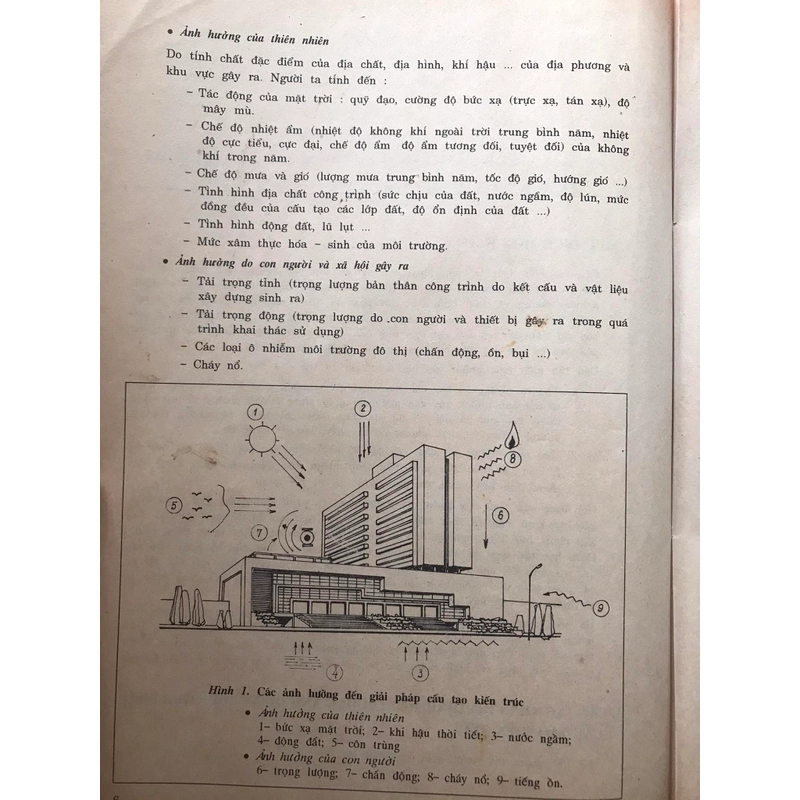 • Ảnh hưởng của thiên nhiên
Do tính chất đặc điểm của địa chất, địa hình, khí hậu ... của địa phương và
khu vực gây ra. Người ta tính đến :
– Tác động của mặt trời : quỹ đạo, cường độ bức xạ (trực xạ, tán xạ), độ
mây mù.
– Chế độ nhiệt ẩm (nhiệt độ không khí ngoài trời trung bình năm, nhiệt
độ cực tiểu, cực đại, chế độ ẩm độ ẩm tương đối, tuyệt đối) của không
khí trong năm.
– Chế độ mưa và gió (lượng mưa trung bình năm, tốc độ gió, hướng gió ...)
– Tình hình địa chất công trình (sức chịu của đất, nước ngầm, độ lún, mức
đồng đều của cấu tạo các lớp đất, độ ổn định của đất ...)
– Tình hình động đất, lũ lụt ...
– Mức xâm thực hóa – sinh của môi trường.
• Ảnh hưởng do con người và xã hội gây ra
– Tải trọng tĩnh (trọng lượng bản thân công trình do kết cấu và vật liệu
xây dựng sinh ra)
– Tải trọng động (trọng lượng do con người và thiết bị gây ra trong quá
trình khai thác sử dụng)
– Các loại ô nhiễm môi trường đô thị (chấn động, ồn, bụi ...)
– Cháy nổ.
1
2
8
5
6
7
9
4
3
Hình 1. Các ảnh hưởng đến giải pháp cấu tạo kiến trúc
• Ảnh hưởng của thiên nhiên
1– bức xạ mặt trời; 2– khí hậu thời tiết; 3– nước ngầm;
4– động đất; 5– côn trùng
• Ảnh hưởng của con người
6– trọng lượng; 7– chấn động; 8– cháy nổ; 9– tiếng ồn.